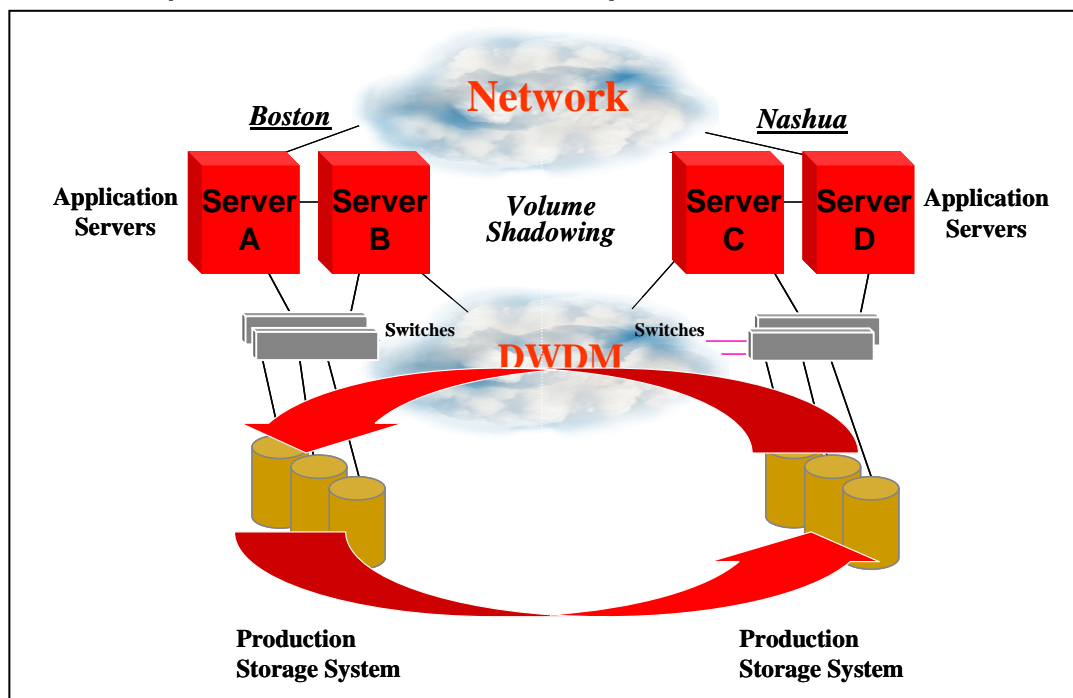 Network
Boston
Nashua
Application
Servers
Server
A
Server
B
Volume
Shadowing
Server
C
Server
D
Application
Servers
Switches
Switches
DWDM
Production
Storage System
Production
Storage System